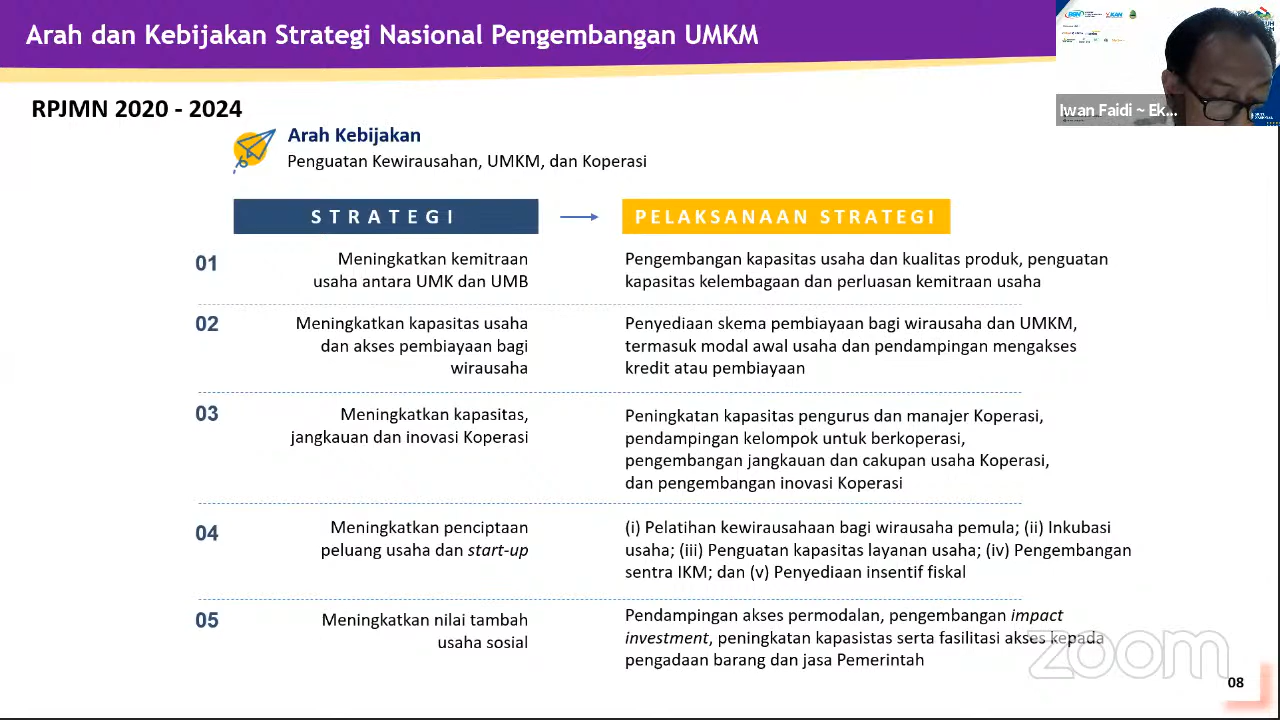 Arah dan Kebijakan Strategi Nasional Pengembangan UMKM
Iwan Faidi ~ Ek...
RPJMN 2020 - 2024
Arah Kebijakan
Penguatan Kewirausahan, UMKM, dan Koperasi
STRATEGI
PELAKSANAAN STRATEGI
01
Meningkatkan kemitraan
usaha antara UMK dan UMB
Pengembangan kapasitas usaha dan kualitas produk, penguatan
kapasitas kelembagaan dan perluasan kemitraan usaha
02
Meningkatkan kapasitas usaha
dan akses pembiayaan bagi
wirausaha
Penyediaan skema pembiayaan bagi wirausaha dan UMKM,
termasuk modal awal usaha dan pendampingan mengakses
kredit atau pembiayaan
03
Meningkatkan kapasitas,
jangkauan dan inovasi Koperasi
Peningkatan kapasitas pengurus dan manajer Koperasi,
pendampingan kelompok untuk berkoperasi,
pengembangan jangkauan dan cakupan usaha Koperasi,
dan pengembangan inovasi Koperasi
04
Meningkatkan penciptaan
peluang usaha dan start-up
(i) Pelatihan kewirausahaan bagi wirausaha pemula; (ii) Inkubasi
usaha; (iii) Penguatan kapasitas layanan usaha; (iv) Pengembangan
sentra IKM; dan (v) Penyediaan insentif fiskal
05
Meningkatkan nilai tambah
usaha sosial
Pendampingan akses permodalan, pengembangan impact
investment, peningkatan kapasistas serta fasilitasi akses kepada
pengadaan barang dan jasa Pemerintah
zoom
08